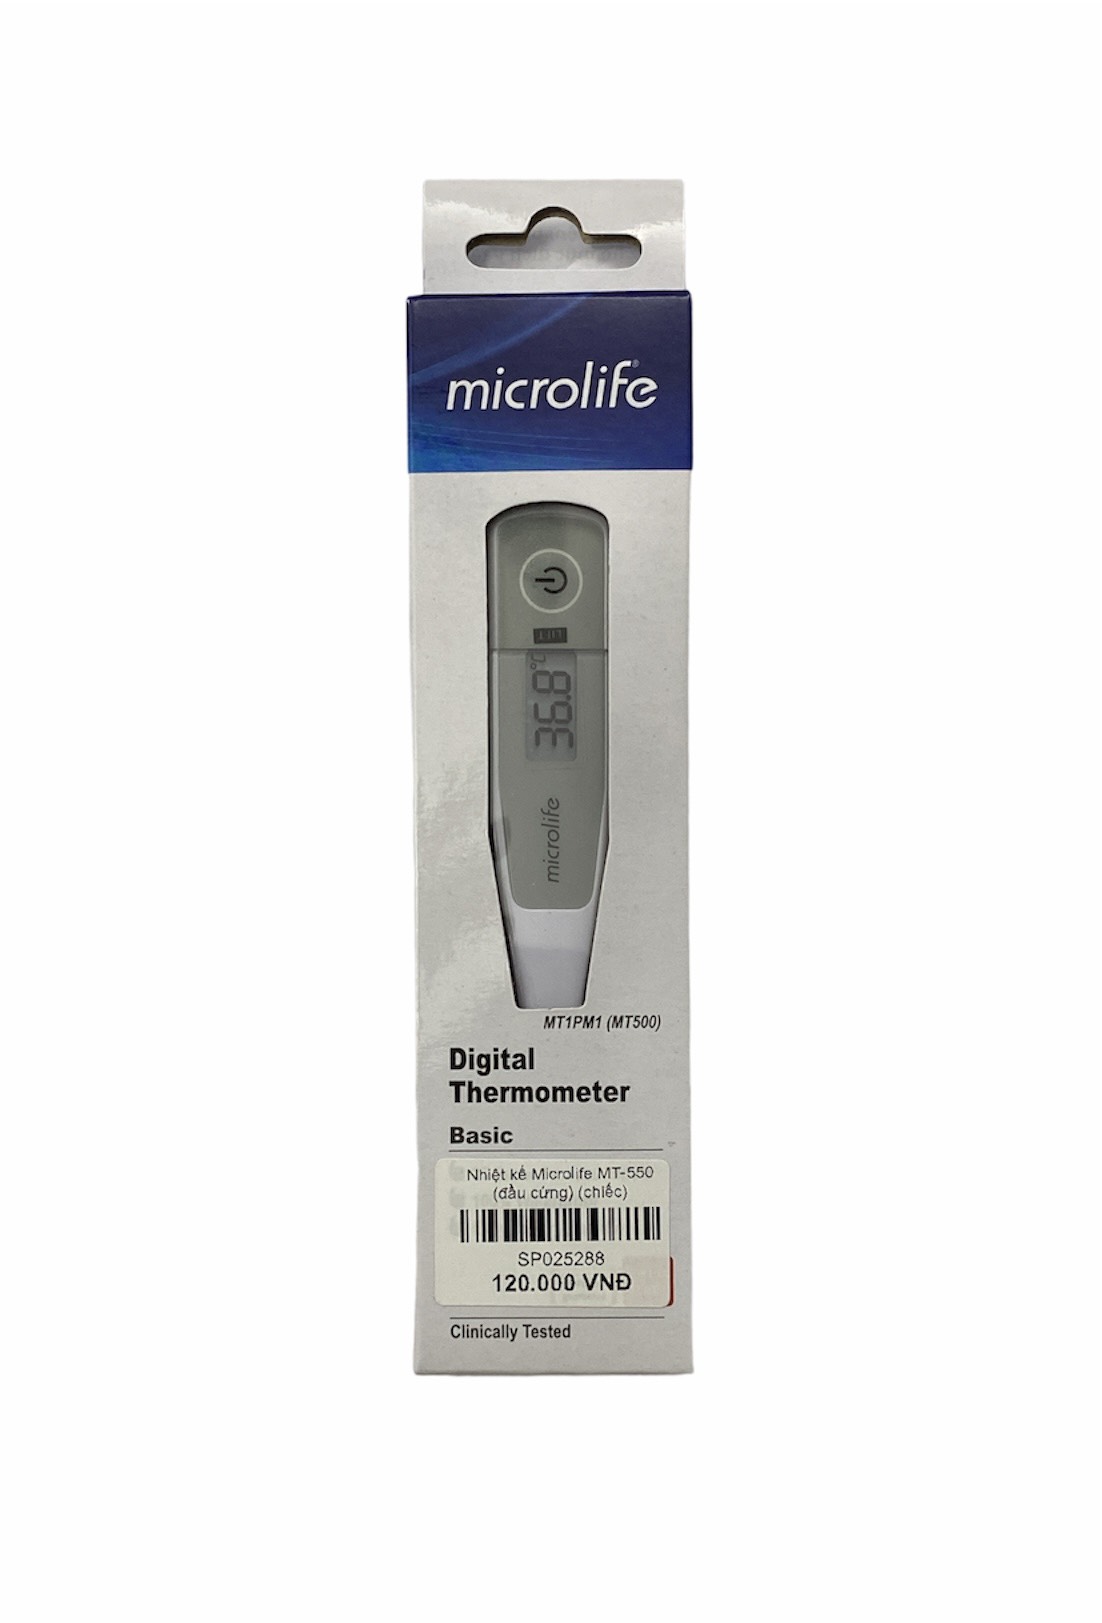 microlife®
LIFT
36.8°C
microlife
MT1PM1 (MT500)
Digital
Thermometer
Basic
Nhiệt kế Microlife MT-550
(đầu cứng) (chiếc)
SP025288
120.000 VNĐ
Clinically Tested